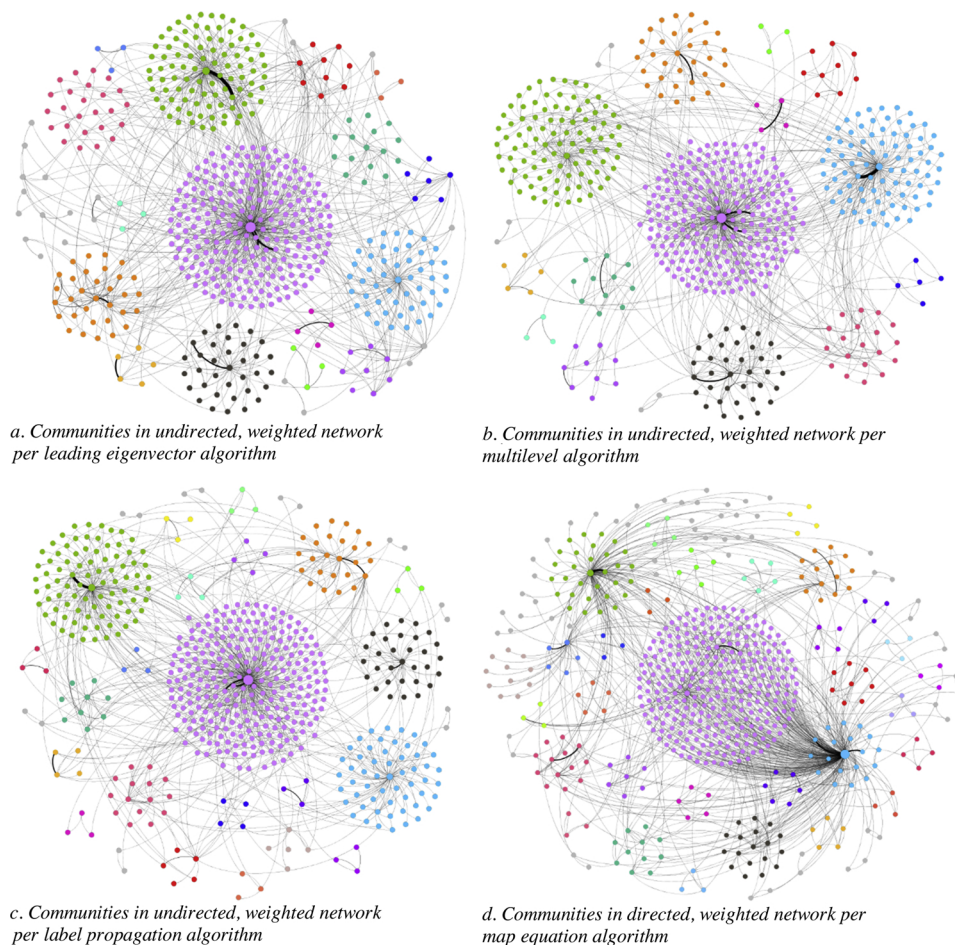 a. Communities in undirected, weighted network
per leading eigenvector algorithm
b. Communities in undirected, weighted network per
multilevel algorithm
c. Communities in undirected, weighted network
per label propagation algorithm
d. Communities in directed, weighted network per
map equation algorithm